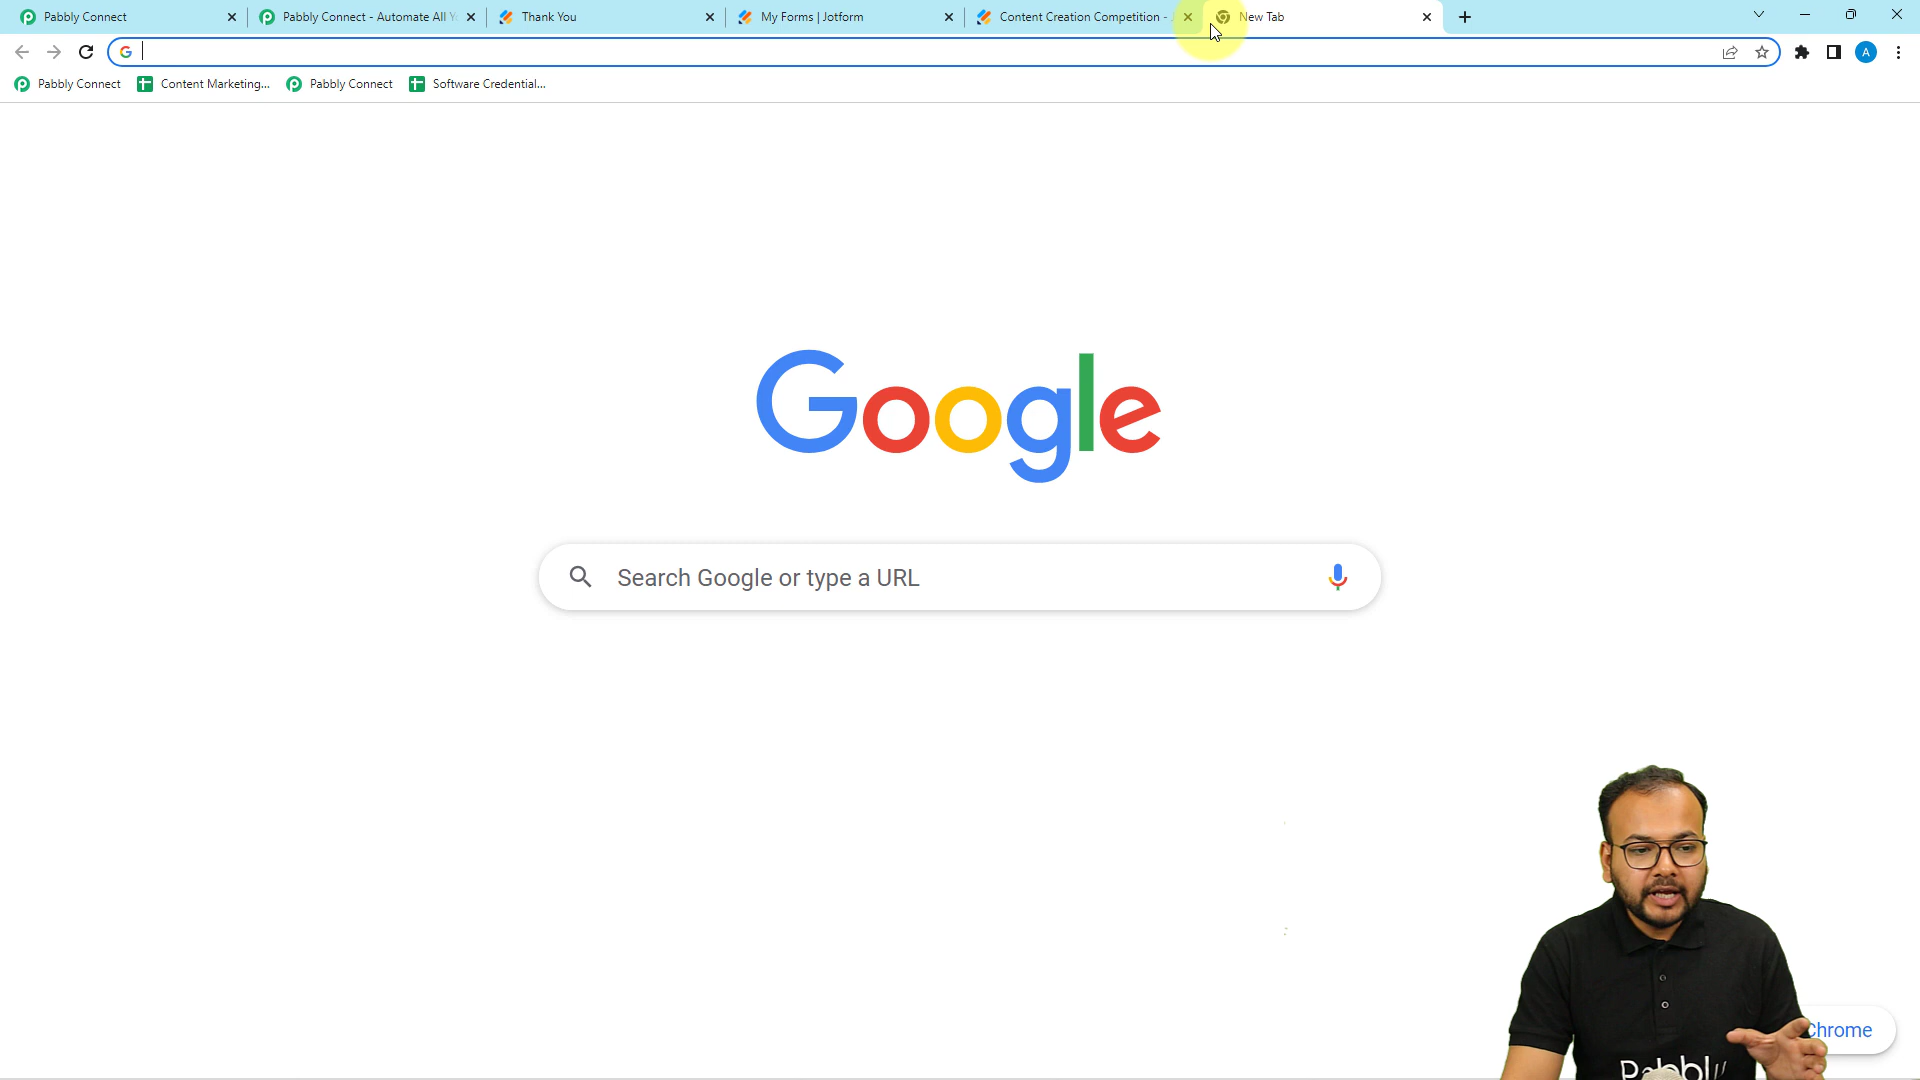 Pabbly Connect
Pabbly Connect - Automate All Y
Thank You
My Forms | Jotform
Content Creation Competition -
New Tab
G
A
Pabbly Connect
Content Marketing...
Pabbly Connect
Software Credential...
Google
Search Google or type a URL
Chrome
Pabbly